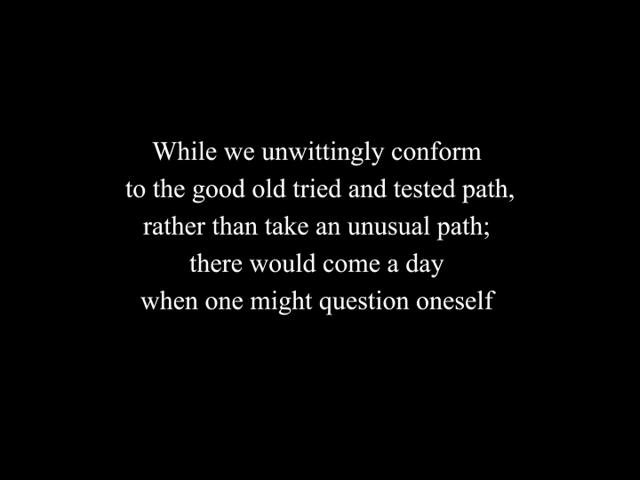 While we unwittingly conform
to the good old tried and tested path,
rather than take an unusual path;
there would come a day
when one might question oneself